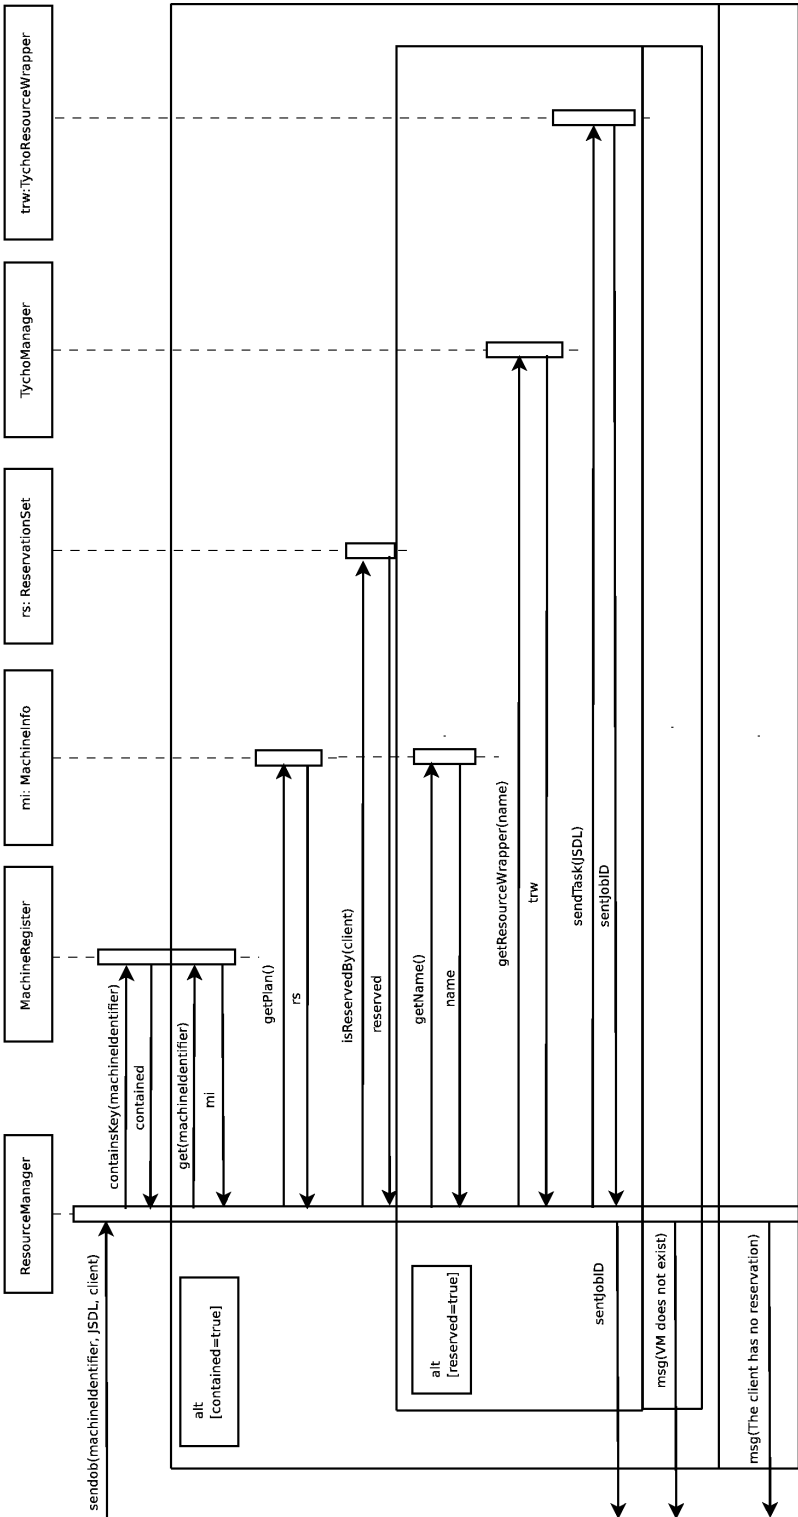 ResourceManager
MachineRegister
mi: MachineInfo
rs: ReservationSet
TychoManager
trw:TychoResourceWrapper
sendob(machineIdentifier, JSDL, client)
containsKey(machineIdentifier)
contained
alt
[contained=true]
get(machineIdentifier)
mi
getPlan()
rs
isReservedBy(client)
reserved
alt
[reserved=true]
getName()
name
getResourceWrapper(name)
trw
sendTask(JSDL)
sentJobID
sentJobID
msg(VM does not exist)
msg(The client has no reservation)